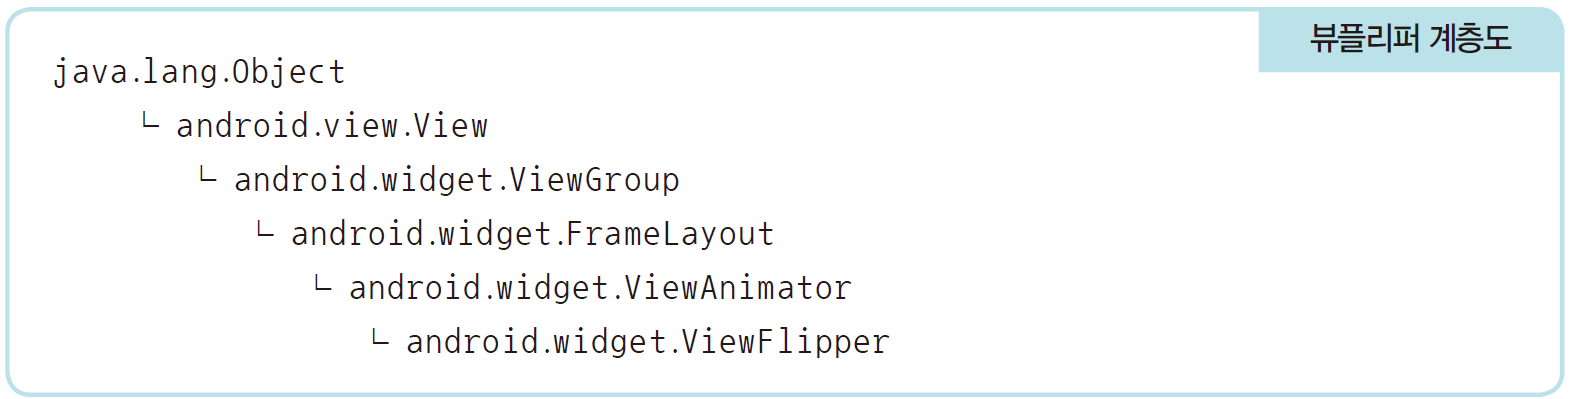 뷰플리퍼 계층도
java.lang.Object
└ android.view.View
└ android.widget.ViewGroup
└ android.widget.FrameLayout
└ android.widget.ViewAnimator
└ android.widget.ViewFlipper